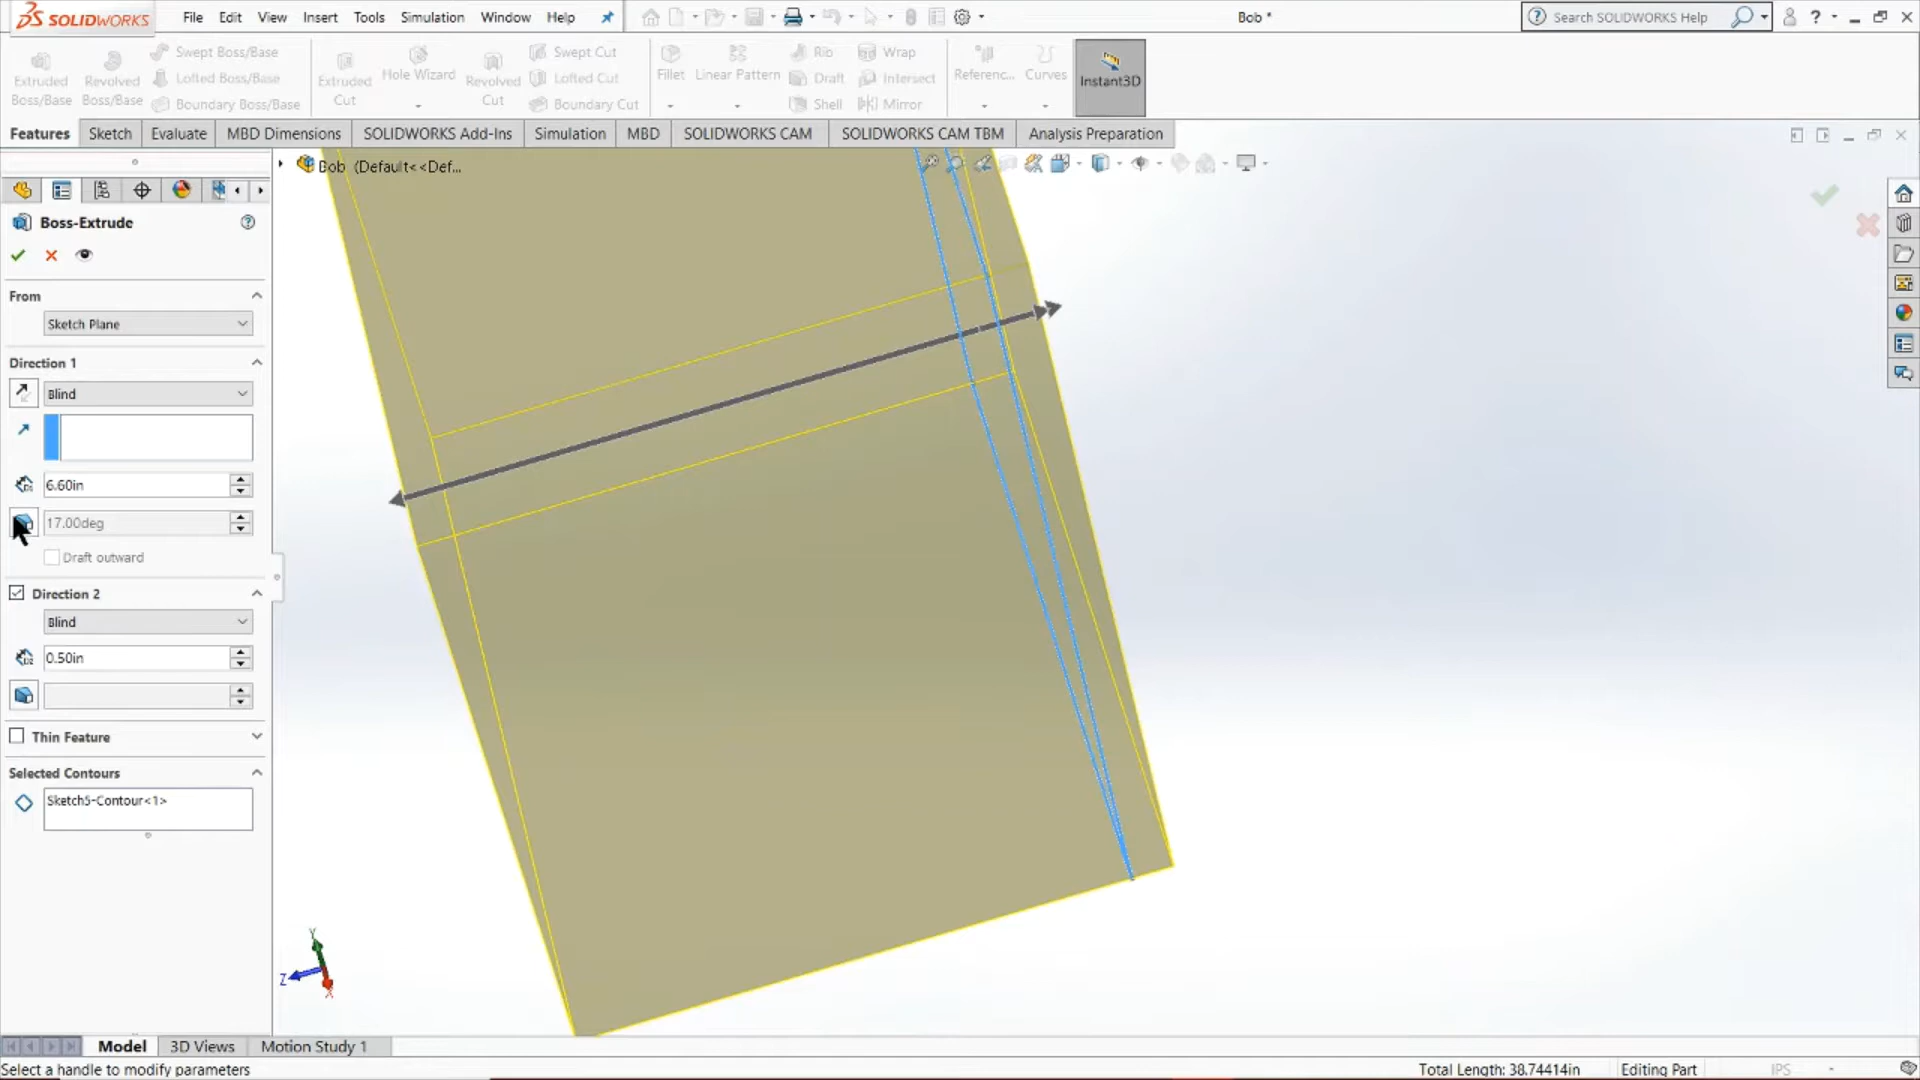 SOLIDWORKS File Edit View Insert Tools Simulation Window Help Bob * Search SOLIDWORKS Help
Extruded Boss/Base
Revolved Boss/Base
Swept Boss/Base
Lofted Boss/Base
Boundary Boss/Base
Extruded Cut
Hole Wizard
Revolved Cut
Swept Cut
Lofted Cut
Boundary Cut
Fillet
Linear Pattern
Rib
Draft
Shell
Wrap
Intersect
Mirror
Referenc...
Curves
Instant3D
Features Sketch Evaluate MBD Dimensions SOLIDWORKS Add-Ins Simulation MBD SOLIDWORKS CAM SOLIDWORKS CAM TBM Analysis Preparation
Bob (Default<<Def...
Boss-Extrude
From
Sketch Plane
Direction 1
Blind
6.60in
17.00deg
Draft outward
Direction 2
Blind
0.50in
Thin Feature
Selected Contours
Sketch5-Contour<1>
Y
Z
X
Model 3D Views Motion Study 1
Select a handle to modify parameters Total Length: 38.74414in Editing Part IPS -